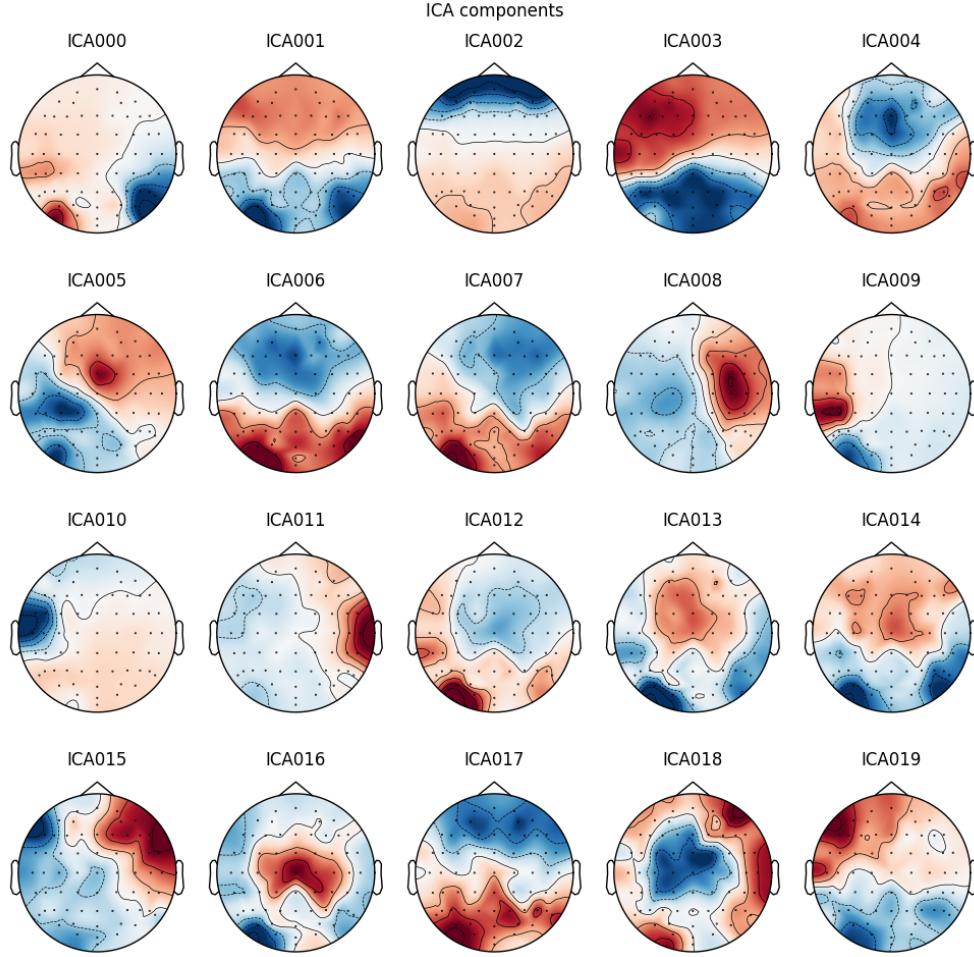 ICA components
ICA000 ICA001 ICA002 ICA003 ICA004
ICA005 ICA006 ICA007 ICA008 ICA009
ICA010 ICA011 ICA012 ICA013 ICA014
ICA015 ICA016 ICA017 ICA018 ICA019